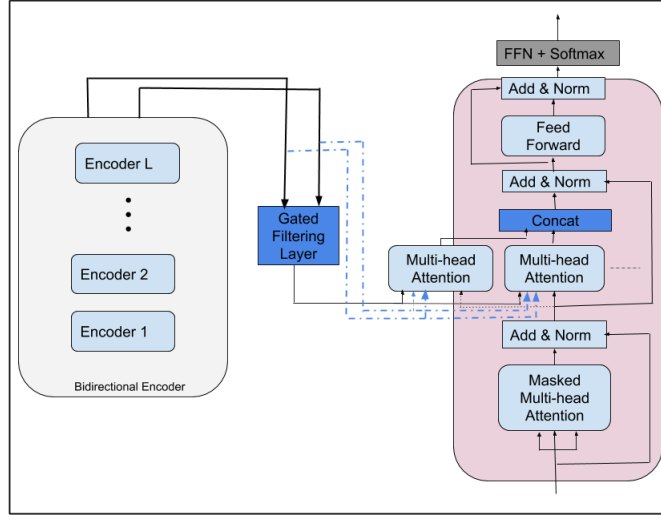 FFN + Softmax
Add & Norm
Feed
Forward
Add & Norm
Concat
Multi-head
Attention
Multi-head
Attention
Add & Norm
Masked
Multi-head
Attention
Gated
Filtering
Layer
Encoder L
Encoder 2
Encoder 1
Bidirectional Encoder